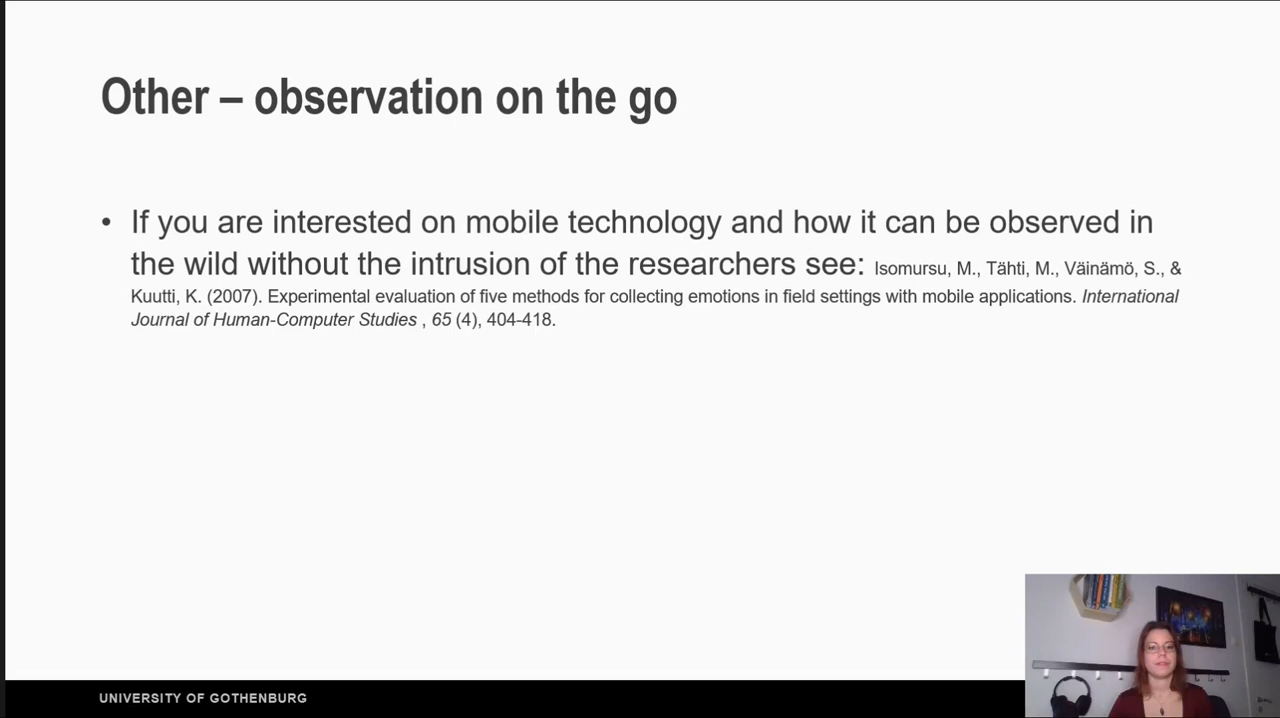 Other – observation on the go
• If you are interested on mobile technology and how it can be observed in
the wild without the intrusion of the researchers see: Isomursu, M., Tähti, M., Väinämö, S., &
Kuutti, K. (2007). Experimental evaluation of five methods for collecting emotions in field settings with mobile applications. International
Journal of Human-Computer Studies , 65 (4), 404-418.
UNIVERSITY OF GOTHENBURG